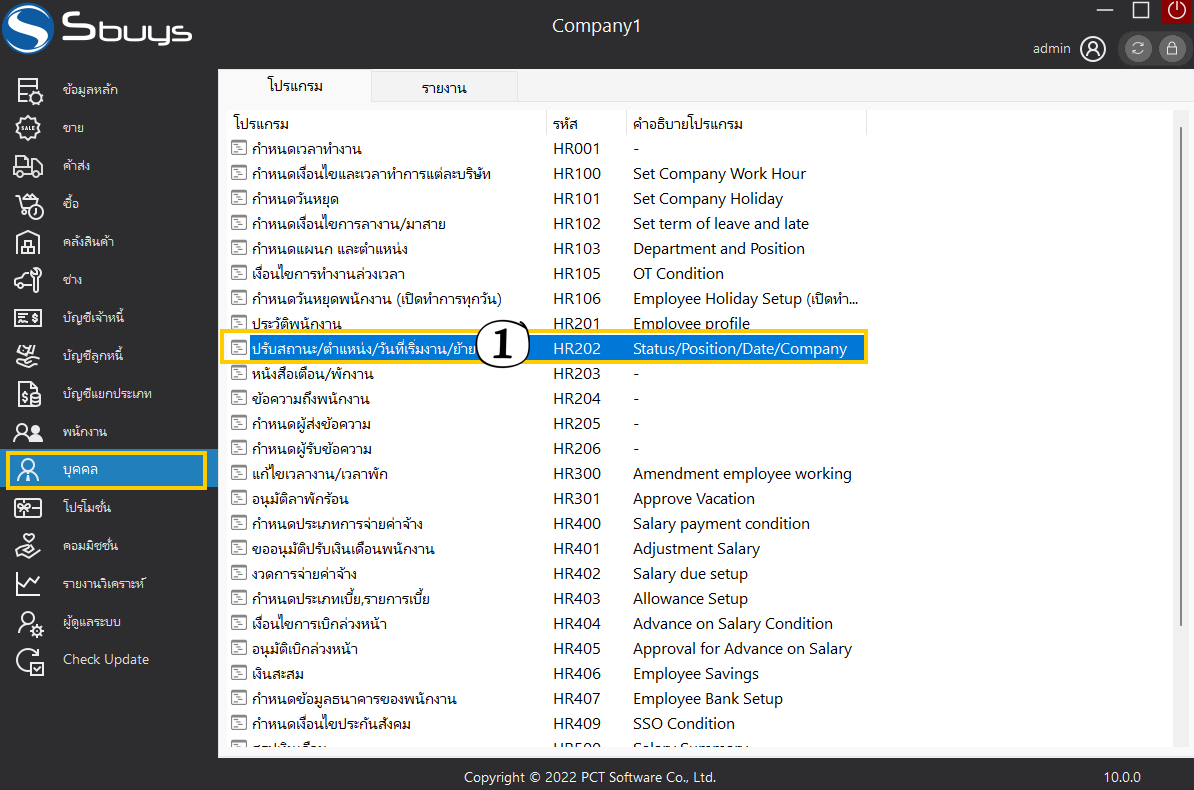 Sbuys
Company1
admin
ข้อมูลหลัก
ขาย
ค้าส่ง
ซื้อ
คลังสินค้า
ช่าง
บัญชีเจ้าหนี้
บัญชีลูกหนี้
บัญชีแยกประเภท
พนักงาน
บุคคล
โปรโมชั่น
คอมมิชชั่น
รายงานวิเคราะห์
ผู้ดูแลระบบ
Check Update
โปรแกรม รายงาน
โปรแกรม รหัส คำอธิบายโปรแกรม
กำหนดเวลาทำงาน HR001 -
กำหนดเงื่อนไขและเวลาทำการแต่ละบริษัท HR100 Set Company Work Hour
กำหนดวันหยุด HR101 Set Company Holiday
กำหนดเงื่อนไขการลางาน/มาสาย HR102 Set term of leave and late
กำหนดแผนก และตำแหน่ง HR103 Department and Position
เงื่อนไขการทำงานล่วงเวลา HR105 OT Condition
กำหนดวันหยุดพนักงาน (เปิดทำการทุกวัน) HR106 Employee Holiday Setup (เปิดทำ...
ประวัติพนักงาน HR201 Employee profile
ปรับสถานะ/ตำแหน่ง/วันที่เริ่มงาน/ย้าย 1 HR202 Status/Position/Date/Company
หนังสือเตือน/พักงาน HR203 -
ข้อความถึงพนักงาน HR204 -
กำหนดผู้ส่งข้อความ HR205 -
กำหนดผู้รับข้อความ HR206 -
แก้ไขเวลางาน/เวลาพัก HR300 Amendment employee working
อนุมัติลาพักร้อน HR301 Approve Vacation
กำหนดประเภทการจ่ายค่าจ้าง HR400 Salary payment condition
ขออนุมัติปรับเงินเดือนพนักงาน HR401 Adjustment Salary
งวดการจ่ายค่าจ้าง HR402 Salary due setup
กำหนดประเภทเบี้ย,รายการเบี้ย HR403 Allowance Setup
เงื่อนไขการเบิกล่วงหน้า HR404 Advance on Salary Condition
อนุมัติเบิกล่วงหน้า HR405 Approval for Advance on Salary
เงินสะสม HR406 Employee Savings
กำหนดข้อมูลธนาคารของพนักงาน HR407 Employee Bank Setup
กำหนดเงื่อนไขประกันสังคม HR409 SSO Condition
สรุปเงินเดือน HR500 Salary Summary
Copyright © 2022 PCT Software Co., Ltd.
10.0.0